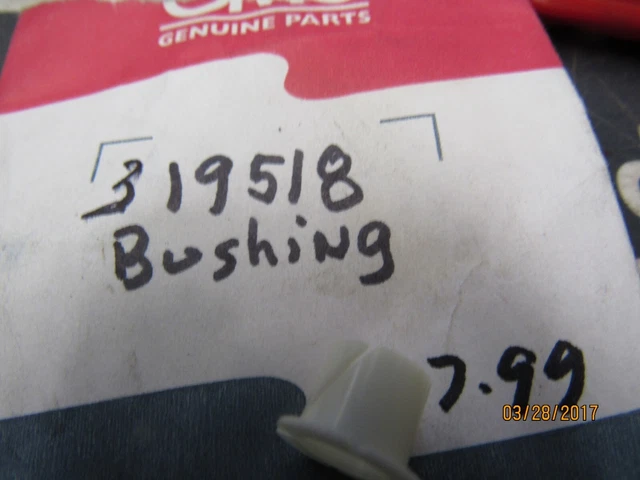 GENUINE PARTS
319518
Bushing
7.99
03/28/2017